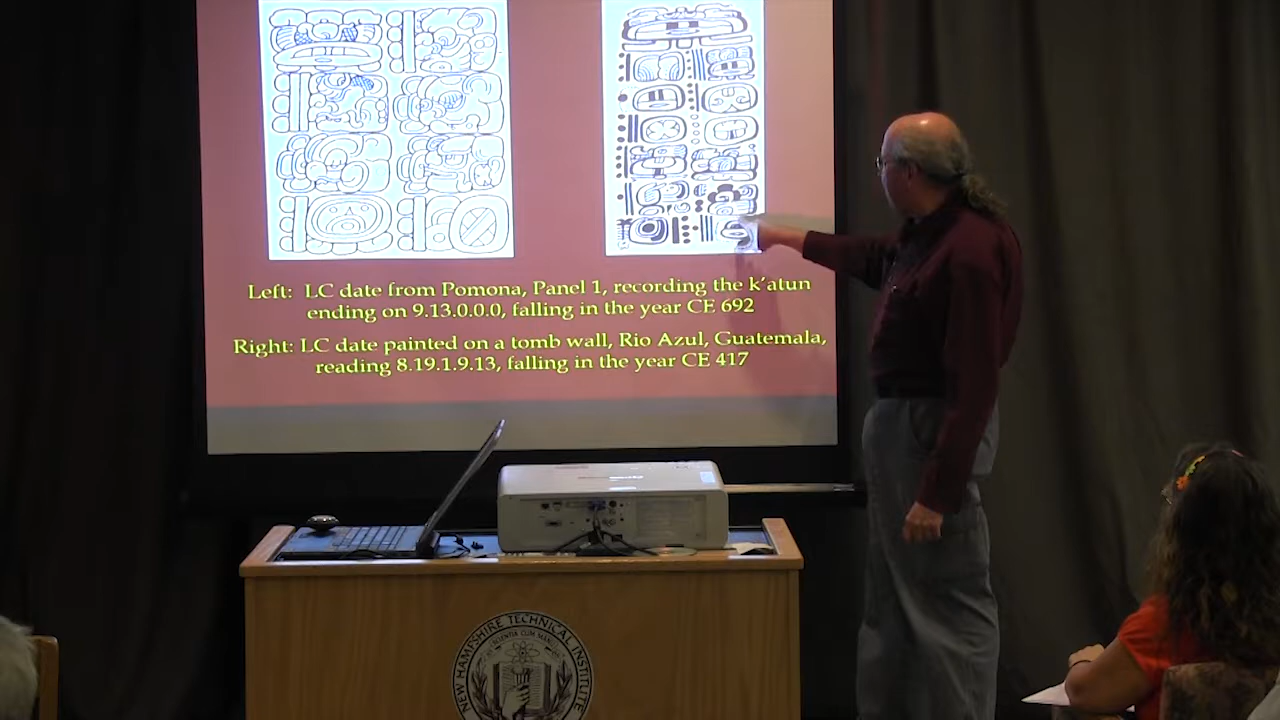 Left: LC date from Pomona, Panel 1, recording the k'atun
ending on 9.13.0.0.0, falling in the year CE 692
Right: LC date painted on a tomb wall, Rio Azul, Guatemala,
reading 8.19.1.9.13, falling in the year CE 417
NEW HAMPSHIRE TECHNICAL INSTITUTE